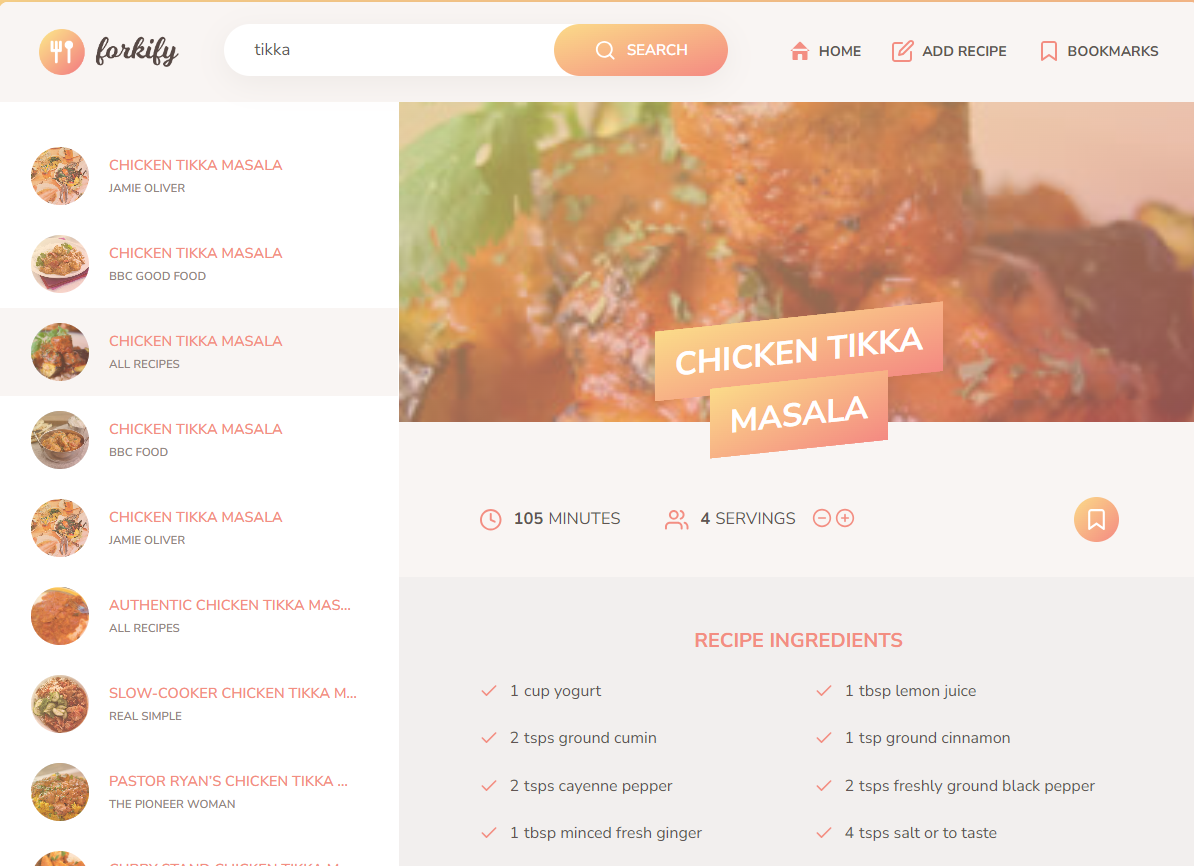 forkify
tikka
SEARCH
HOME
ADD RECIPE
BOOKMARKS
CHICKEN TIKKA MASALA
JAMIE OLIVER
CHICKEN TIKKA MASALA
BBC GOOD FOOD
CHICKEN TIKKA MASALA
ALL RECIPES
CHICKEN TIKKA MASALA
BBC FOOD
CHICKEN TIKKA MASALA
JAMIE OLIVER
AUTHENTIC CHICKEN TIKKA MAS...
ALL RECIPES
SLOW-COOKER CHICKEN TIKKA M...
REAL SIMPLE
PASTOR RYAN'S CHICKEN TIKKA ...
THE PIONEER WOMAN
CHICKEN TIKKA
MASALA
105 MINUTES
4 SERVINGS
RECIPE INGREDIENTS
1 cup yogurt
1 tbsp lemon juice
2 tsps ground cumin
1 tsp ground cinnamon
2 tsps cayenne pepper
2 tsps freshly ground black pepper
1 tbsp minced fresh ginger
4 tsps salt or to taste